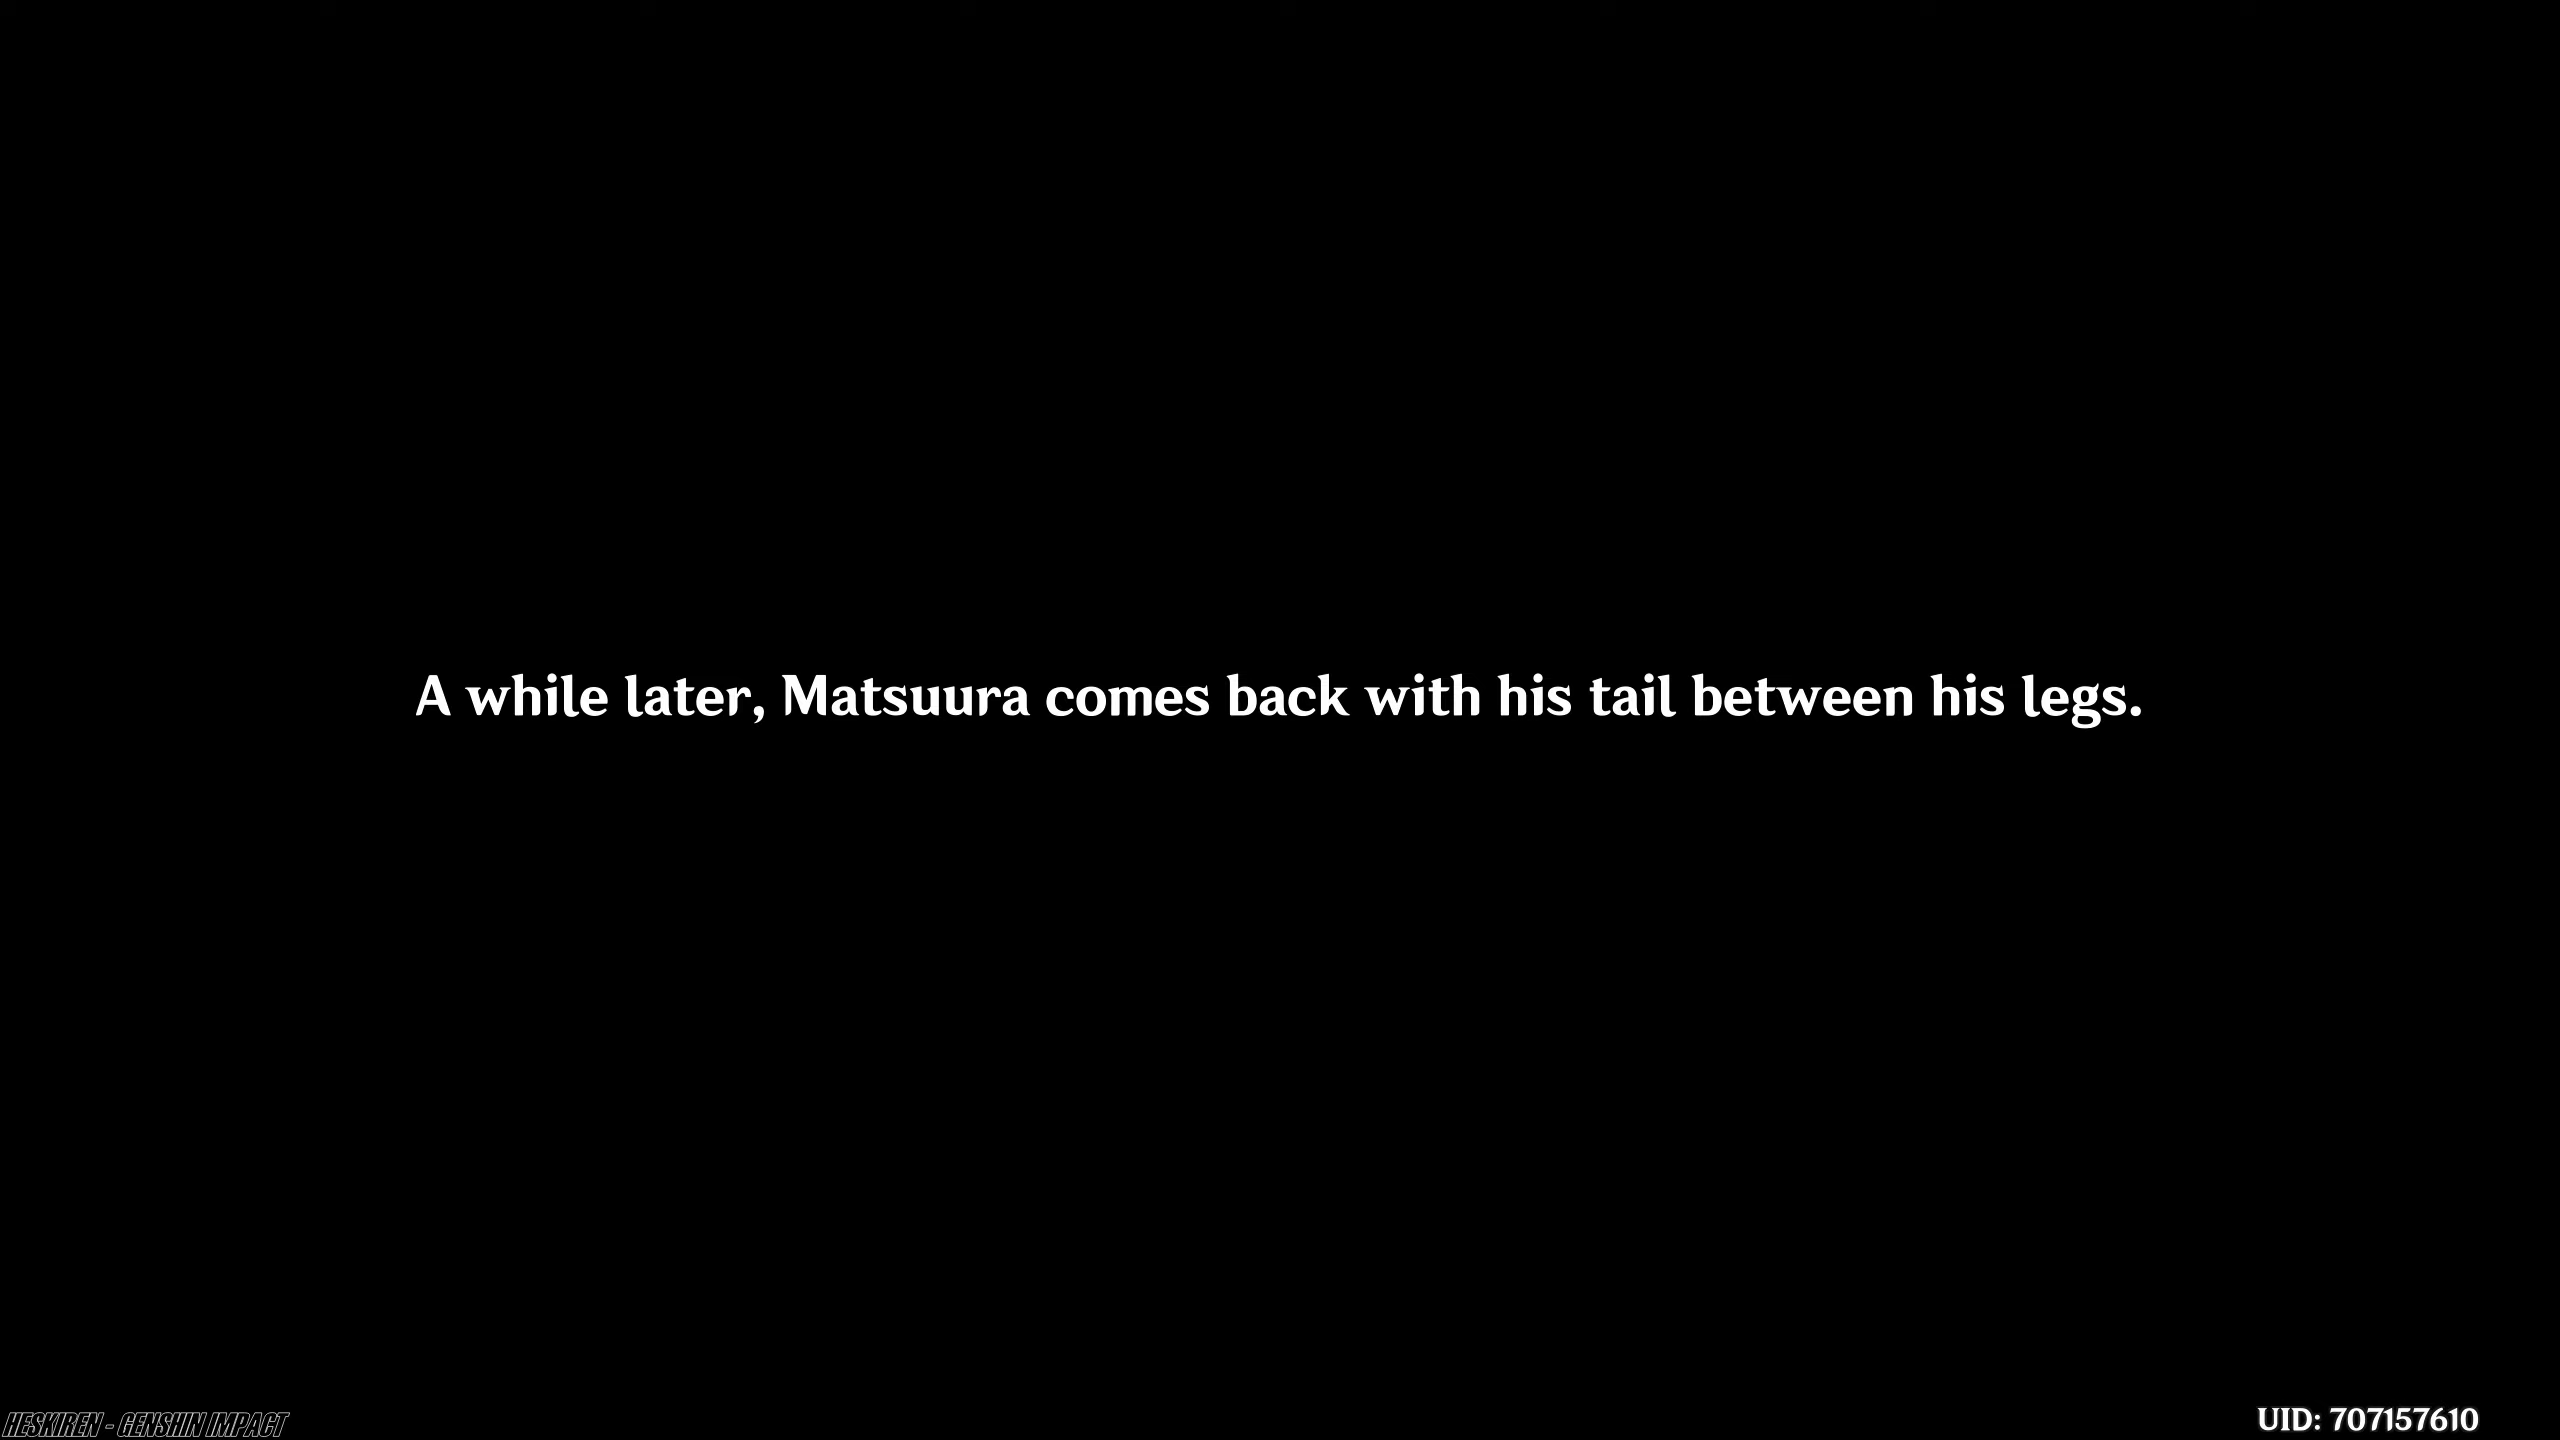 A while later, Matsuura comes back with his tail between his legs.
HESKIREN - GENSHIN IMPACT
UID: 707157610